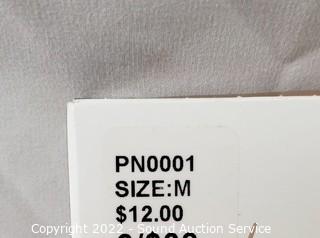 PN0001
SIZE:M
$12.00
Copyright 2022 - Sound Auction Service